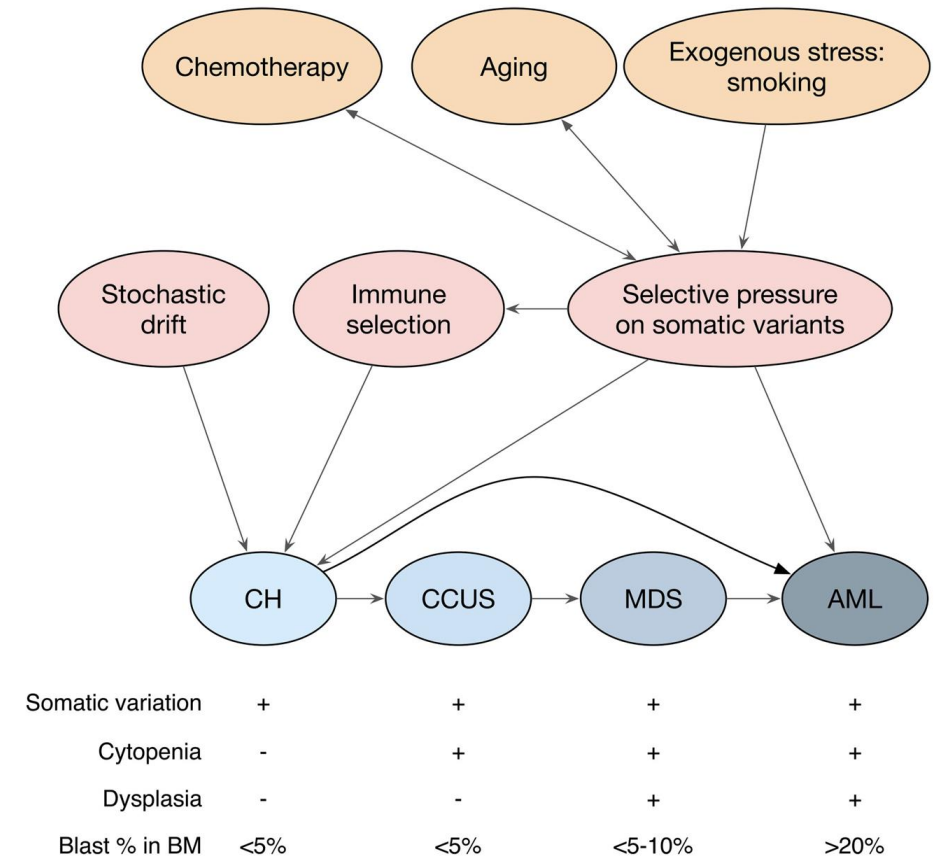 Chemotherapy
Aging
Exogenous stress:
smoking
Stochastic
drift
Immune
selection
Selective pressure
on somatic variants
CH
CCUS
MDS
AML
Somatic variation + + + +
Cytopenia - + + +
Dysplasia - - + +
Blast % in BM <5% <5% <5-10% >20%